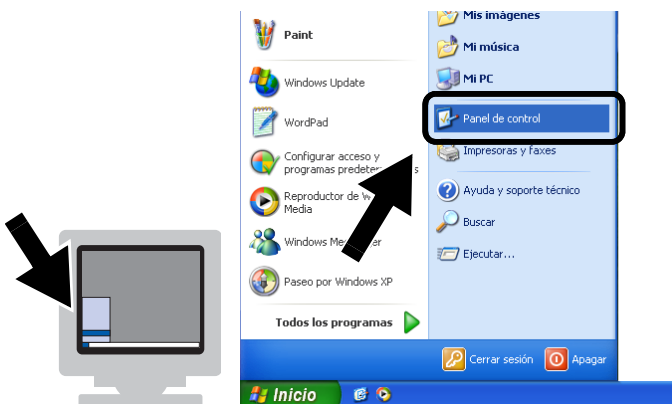 Paint
Windows Update
WordPad
Configurar acceso y
programas
Reproductor de
Media
Windows
Paseo por Windows XP
Todos los programas
Mis imágenes
Mi música
Mi PC
Panel de control
Impresoras y faxes
Ayuda y soporte técnico
Buscar
Ejecutar...
Cerrar sesión
Apagar
Inicio